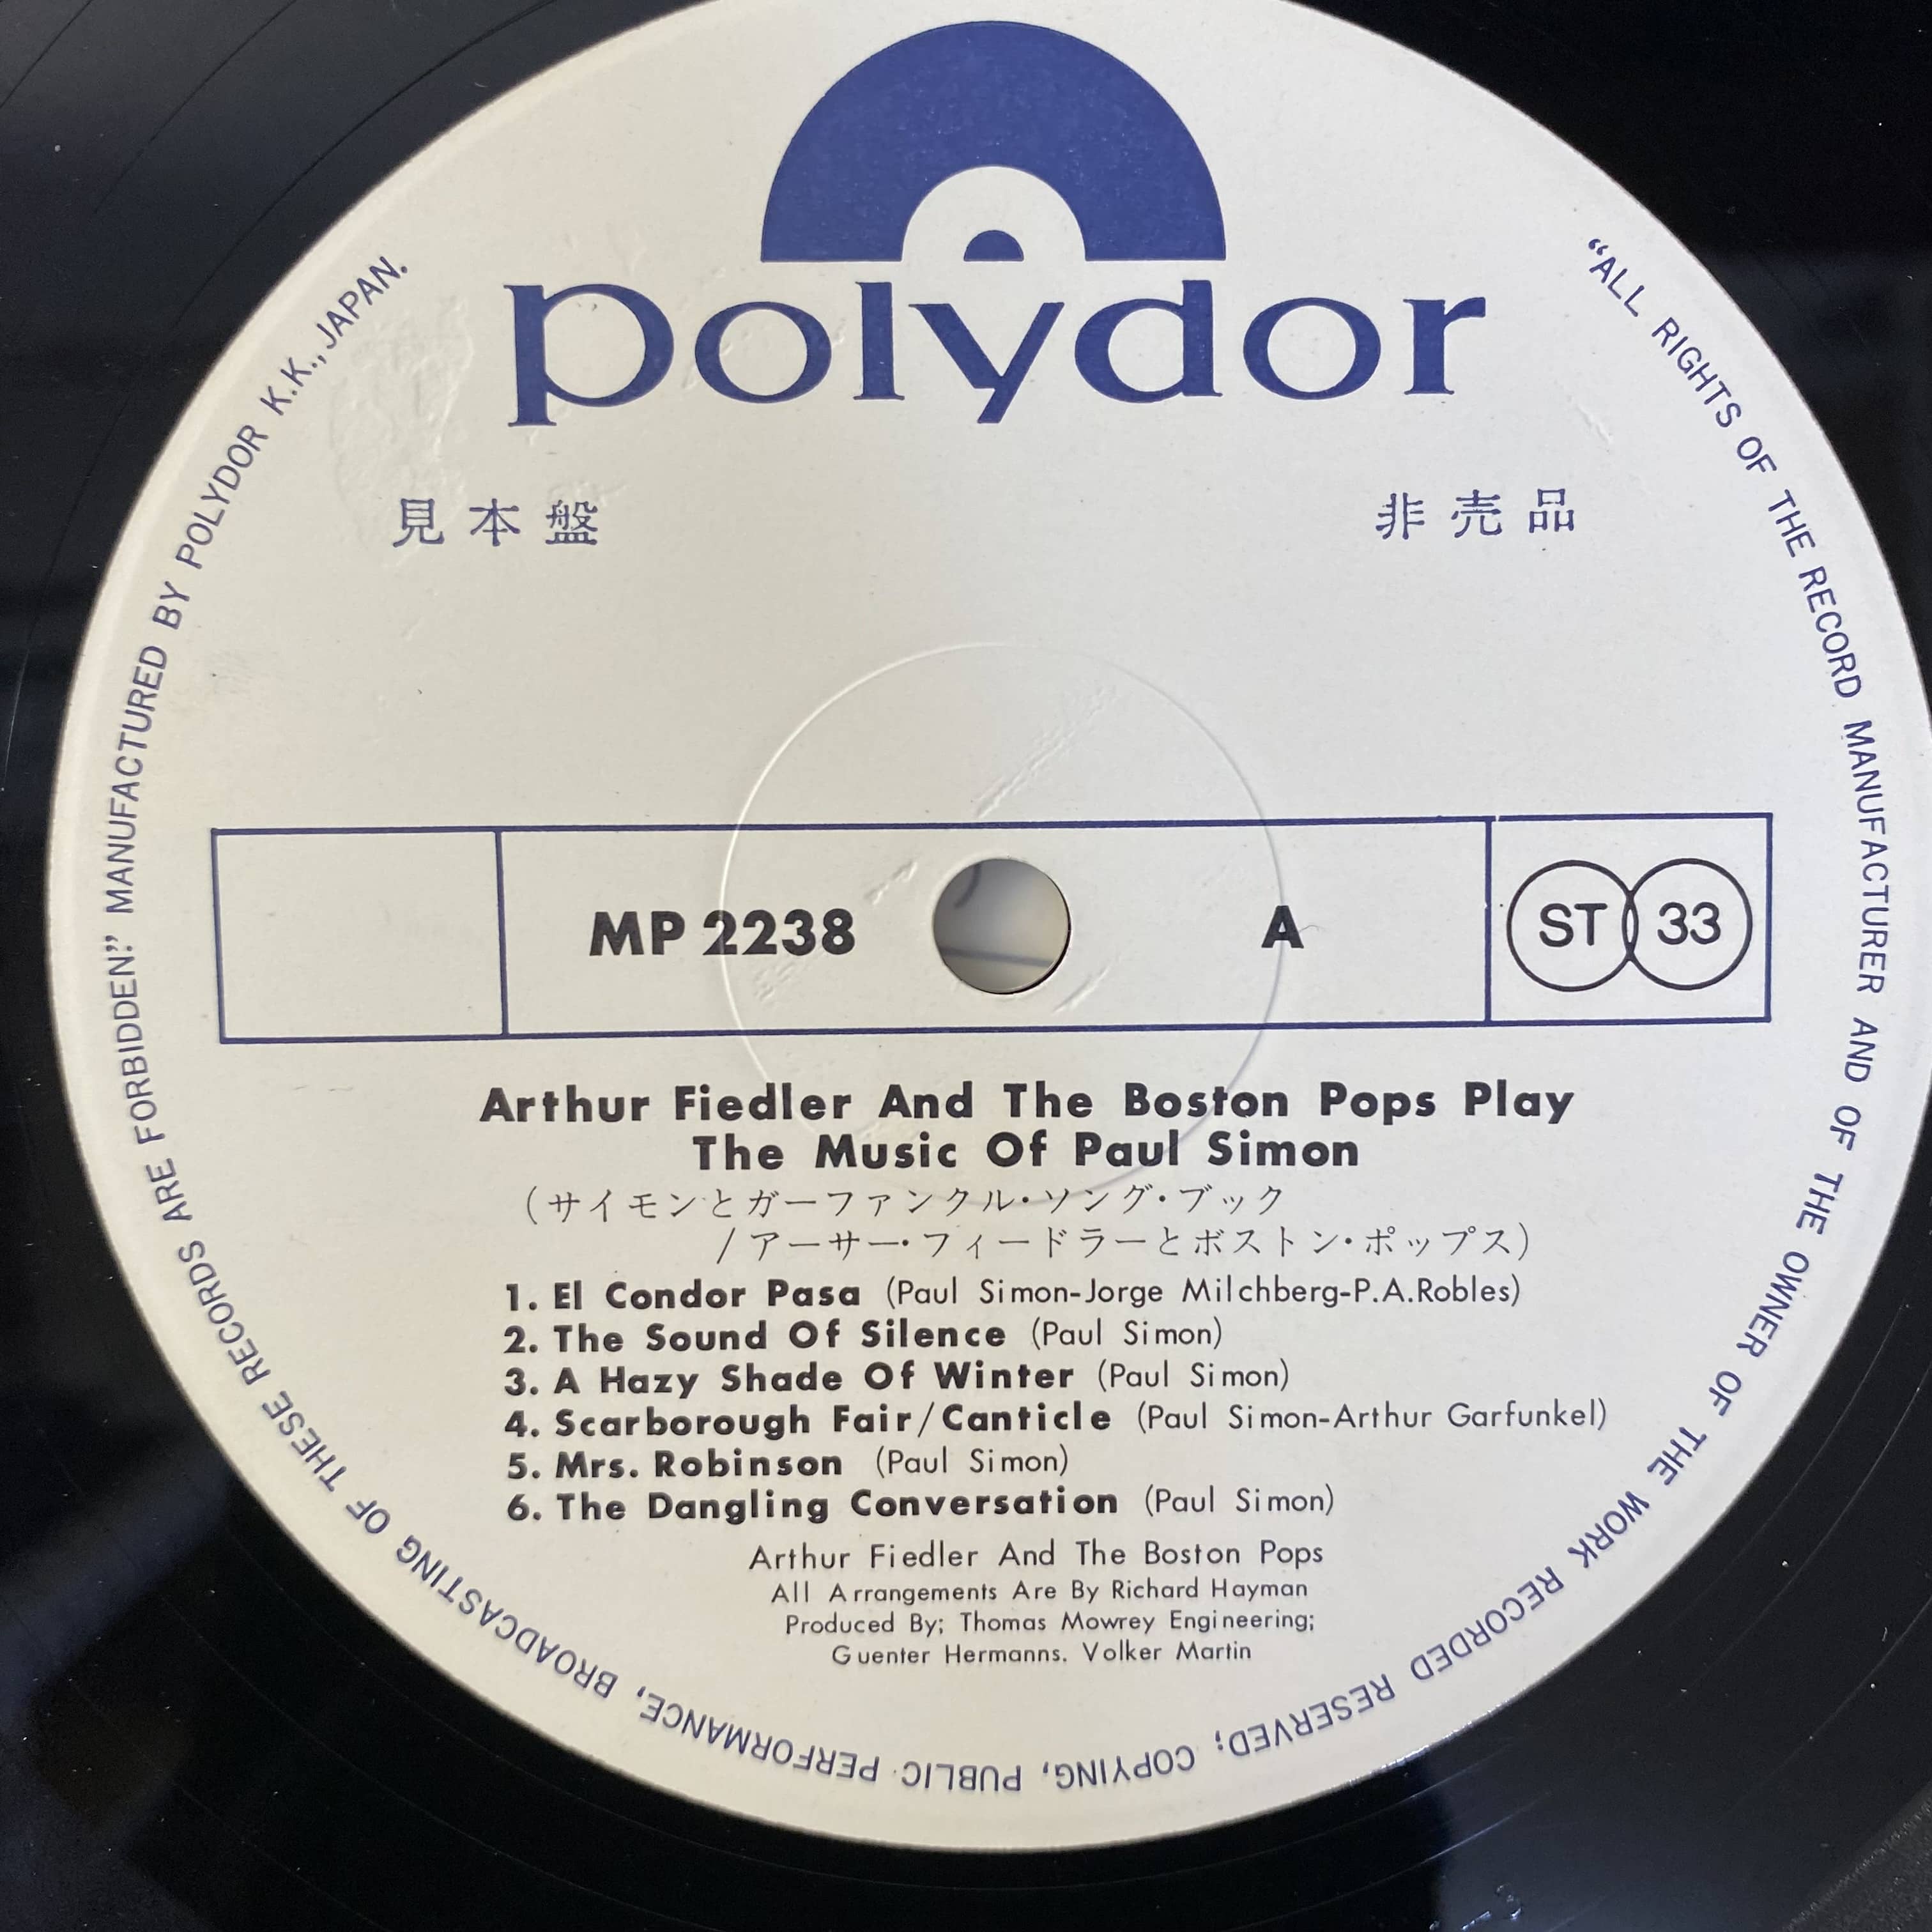 polydor
見本盤 非売品
MP 2238 A ST 33
Arthur Fiedler And The Boston Pops Play
The Music Of Paul Simon
(サイモンとガーファンクル・ソング・ブック
/アーサー・フィードラーとボストン・ポップス)
1. El Condor Pasa (Paul Simon-Jorge Milchberg-P.A.Robles)
2. The Sound Of Silence (Paul Simon)
3. A Hazy Shade Of Winter (Paul Simon)
4. Scarborough Fair/Canticle (Paul Simon-Arthur Garfunkel)
5. Mrs. Robinson (Paul Simon)
6. The Dangling Conversation (Paul Simon)
Arthur Fiedler And The Boston Pops
All Arrangements Are By Richard Hayman
Produced By; Thomas Mowrey Engineering;
Guenter Hermanns. Volker Martin
“ALL RIGHTS OF THE RECORD MANUFACTURER AND OF THE OWNER OF THE WORK RECORDED RESERVED; COPYING, PUBLIC PERFORMANCE, BROADCASTING OF THESE RECORDS ARE FORBIDDEN.” MANUFACTURED BY POLYDOR K.K., JAPAN.